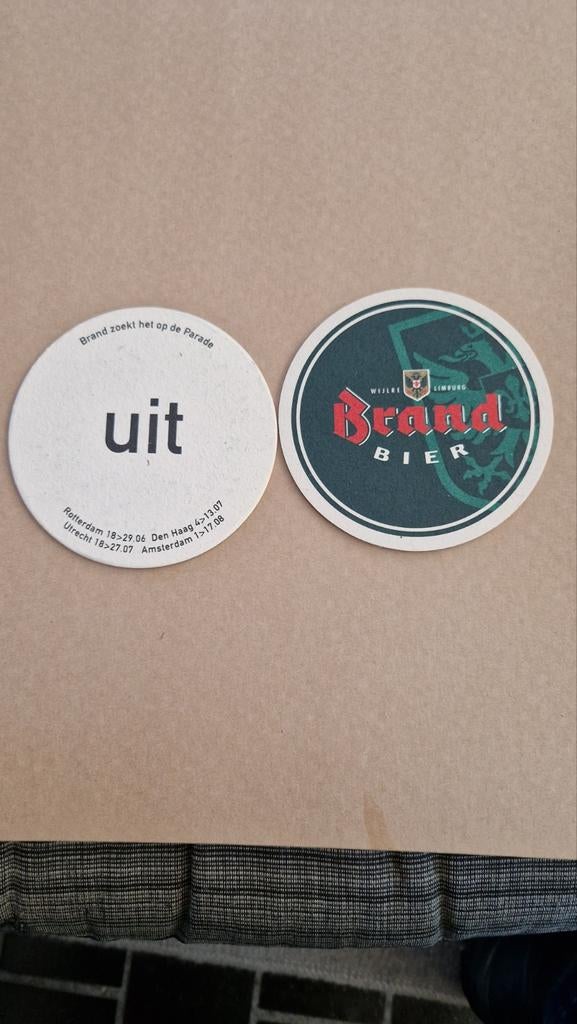 Brand zoekt het op de Parade
uit
Rotterdam 18>29.06 Den Haag 4>13.07
Utrecht 18>27.07 Amsterdam 1>17.08
WIJLRE LIMBURG
Brand
BIER